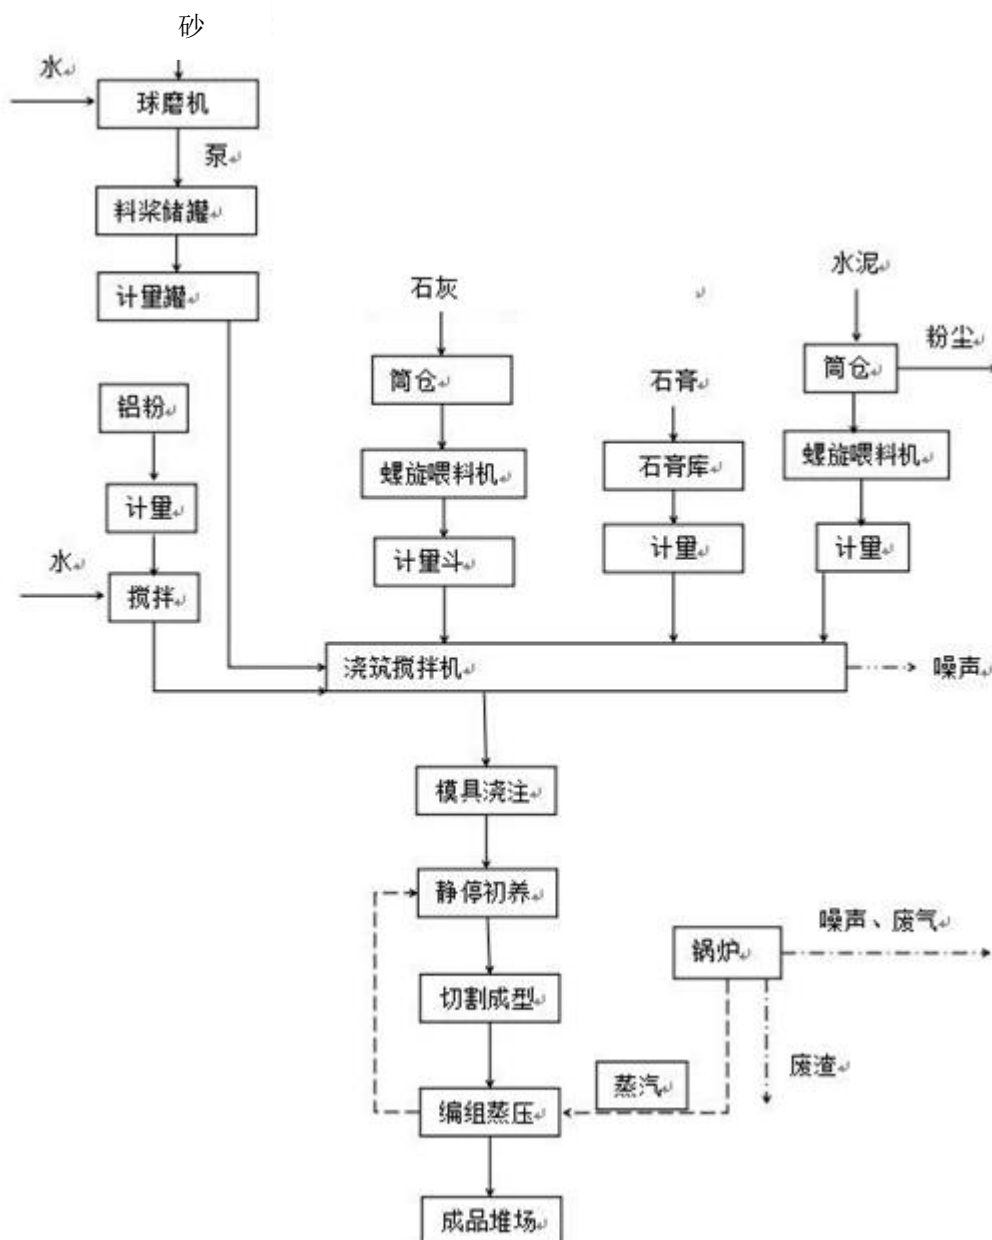 砂
水
球磨机
泵
料桨储罐
计量罐
石灰
水泥
粉尘
筒仓
筒仓
石膏
铝粉
螺旋喂料机
石膏库
螺旋喂料机
计量
计量斗
计量
计量
水
搅拌
浇筑搅拌机
噪声
模具浇注
静停初养
噪声、废气
锅炉
切割成型
废渣
蒸汽
编组蒸压
成品堆场